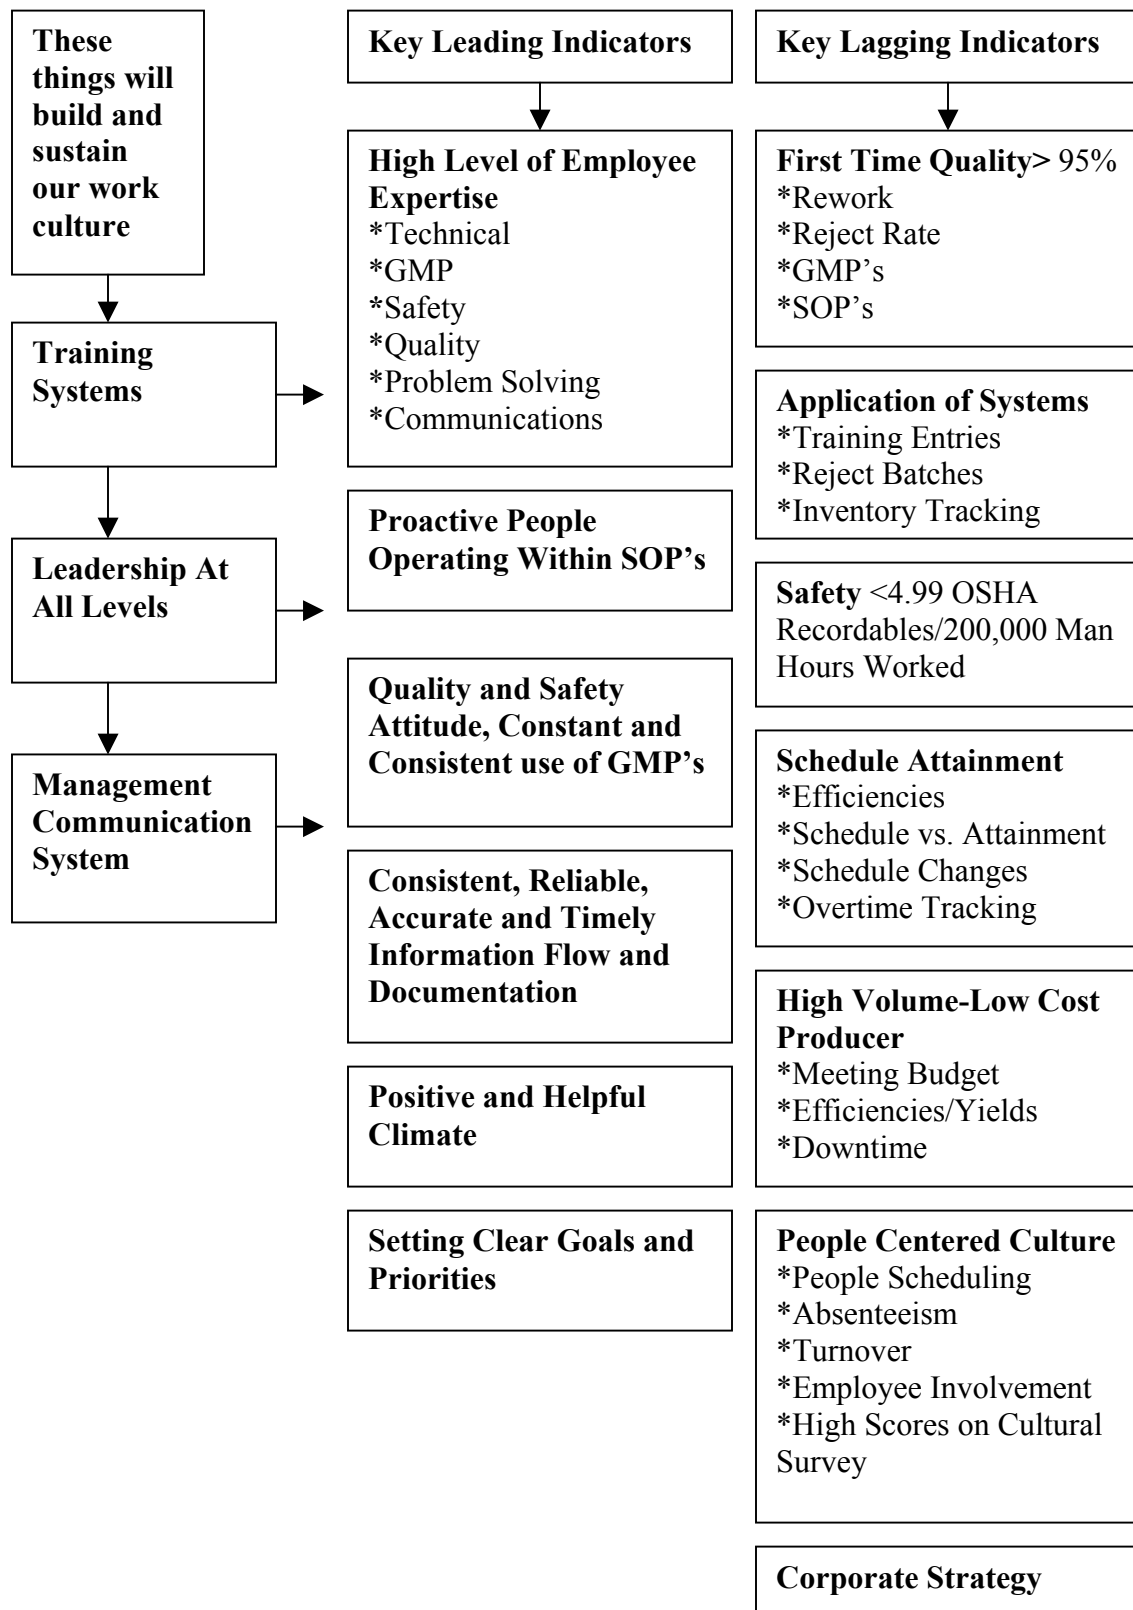 These
things will
build and
sustain
our work
culture
Training
Systems
Leadership At
All Levels
Management
Communication
System
Key Leading Indicators
High Level of Employee
Expertise
*Technical
*GMP
*Safety
*Quality
*Problem Solving
*Communications
Proactive People
Operating Within SOP’s
Quality and Safety
Attitude, Constant and
Consistent use of GMP’s
Consistent, Reliable,
Accurate and Timely
Information Flow and
Documentation
Positive and Helpful
Climate
Setting Clear Goals and
Priorities
Key Lagging Indicators
First Time Quality> 95%
*Rework
*Reject Rate
*GMP’s
*SOP’s
Application of Systems
*Training Entries
*Reject Batches
*Inventory Tracking
Safety <4.99 OSHA
Recordables/200,000 Man
Hours Worked
Schedule Attainment
*Efficiencies
*Schedule vs. Attainment
*Schedule Changes
*Overtime Tracking
High Volume-Low Cost
Producer
*Meeting Budget
*Efficiencies/Yields
*Downtime
People Centered Culture
*People Scheduling
*Absenteeism
*Turnover
*Employee Involvement
*High Scores on Cultural
Survey
Corporate Strategy